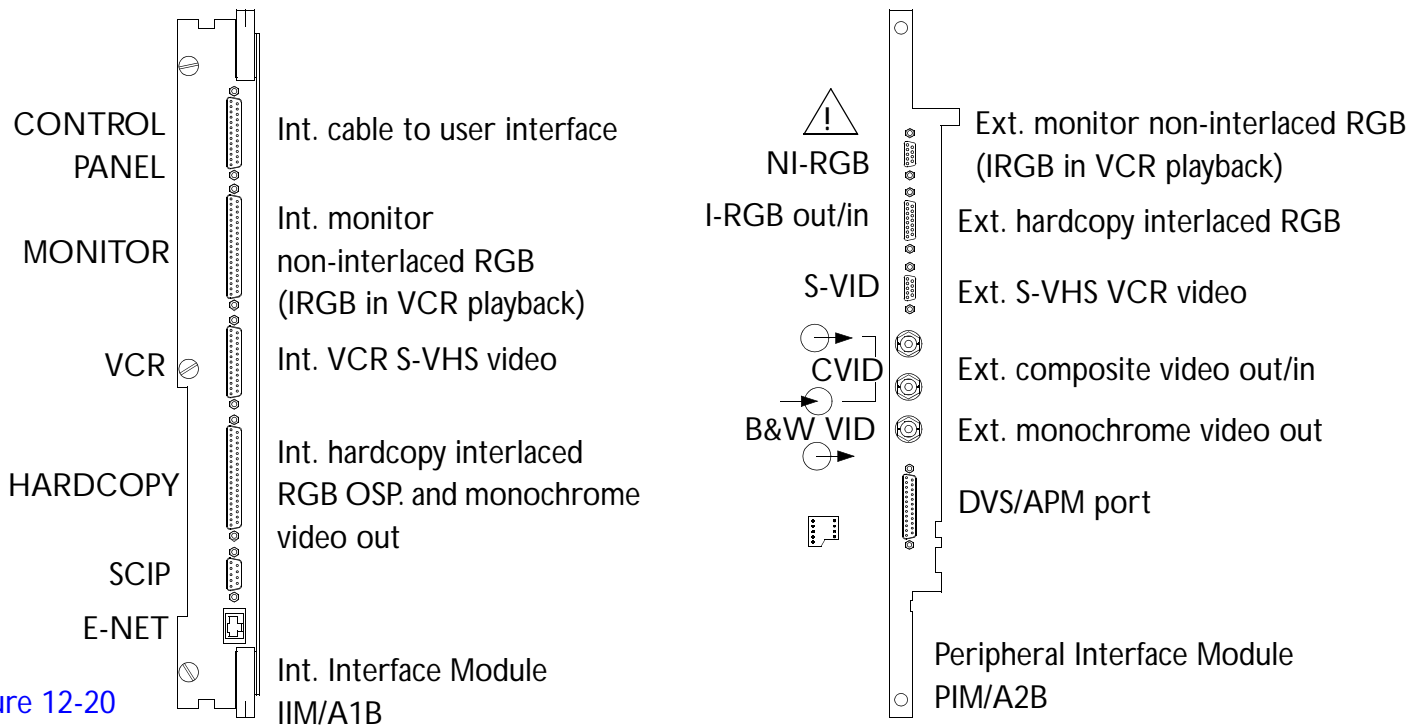 CONTROL
PANEL
Int. cable to user interface
MONITOR
Int. monitor
non-interlaced RGB
(IRGB in VCR playback)
VCR
Int. VCR S-VHS video
HARDCOPY
Int. hardcopy interlaced
RGB OSP. and monochrome
video out
SCIP
E-NET
Int. Interface Module
IIM/A1B
ure 12-20
!
NI-RGB
Ext. monitor non-interlaced RGB
(IRGB in VCR playback)
I-RGB out/in
Ext. hardcopy interlaced RGB
S-VID
Ext. S-VHS VCR video
CVID
Ext. composite video out/in
B&W VID
Ext. monochrome video out
DVS/APM port
Peripheral Interface Module
PIM/A2B